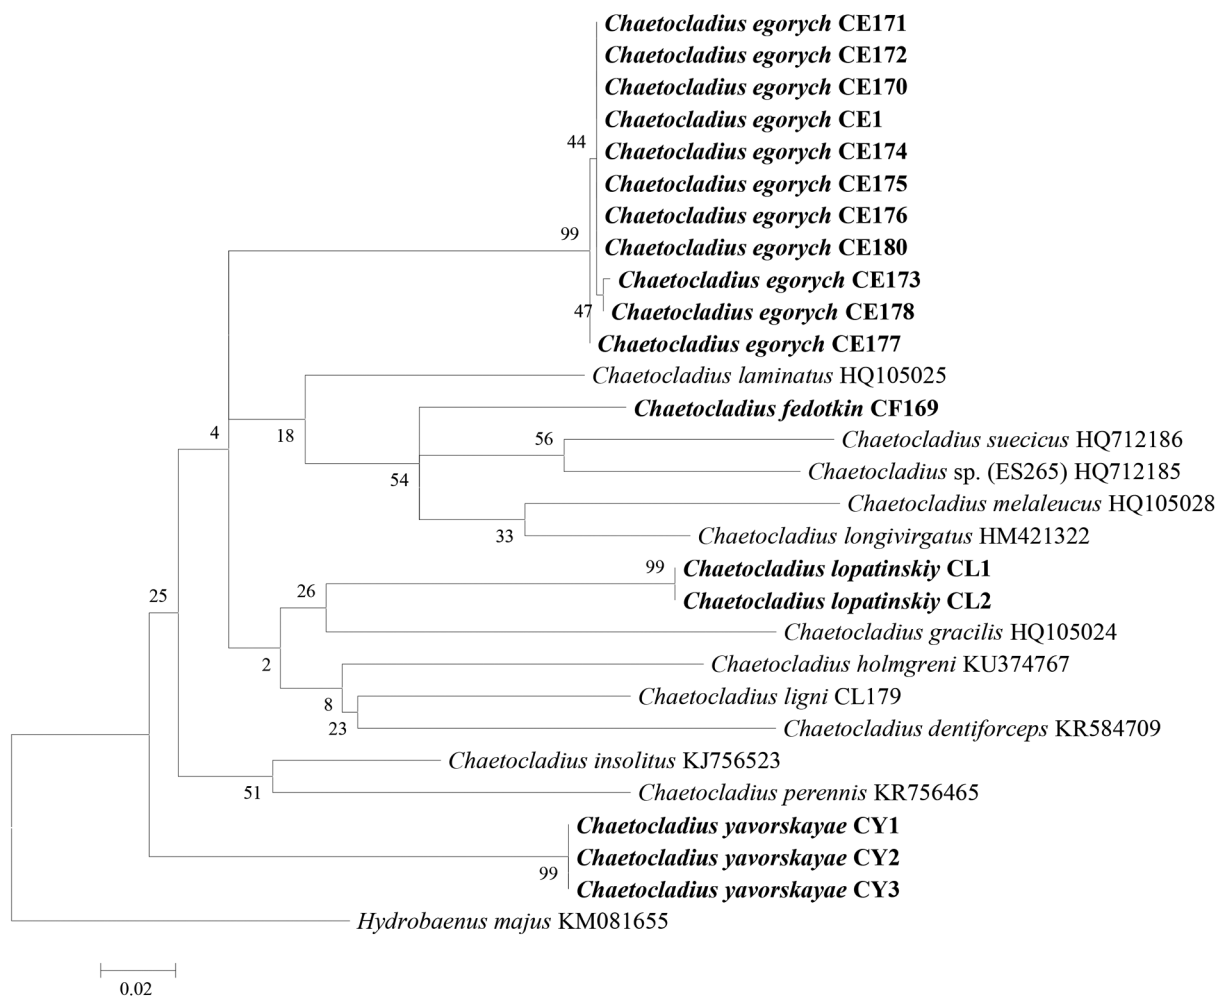 Chaetocladius egorych CE171
Chaetocladius egorych CE172
Chaetocladius egorych CE170
Chaetocladius egorych CE1
44
Chaetocladius egorych CE174
Chaetocladius egorych CE175
Chaetocladius egorych CE176
99
Chaetocladius egorych CE180
Chaetocladius egorych CE173
47
Chaetocladius egorych CE178
Chaetocladius egorych CE177
Chaetocladius laminatus HQ105025
Chaetocladius fedotkin CF169
4
18
56
Chaetocladius suecicus HQ712186
Chaetocladius sp. (ES265) HQ712185
54
Chaetocladius melaleucus HQ105028
33
Chaetocladius longivirgatus HM421322
99
Chaetocladius lopatinskiy CL1
25
26
Chaetocladius lopatinskiy CL2
Chaetocladius gracilis HQ105024
2
Chaetocladius holmgreni KU374767
8
Chaetocladius ligni CL179
23
Chaetocladius dentiforceps KR584709
Chaetocladius insolitus KJ756523
51
Chaetocladius perennis KR756465
Chaetocladius yavorskayae CY1
Chaetocladius yavorskayae CY2
99
Chaetocladius yavorskayae CY3
Hydrobaenus majus KM081655
0.02